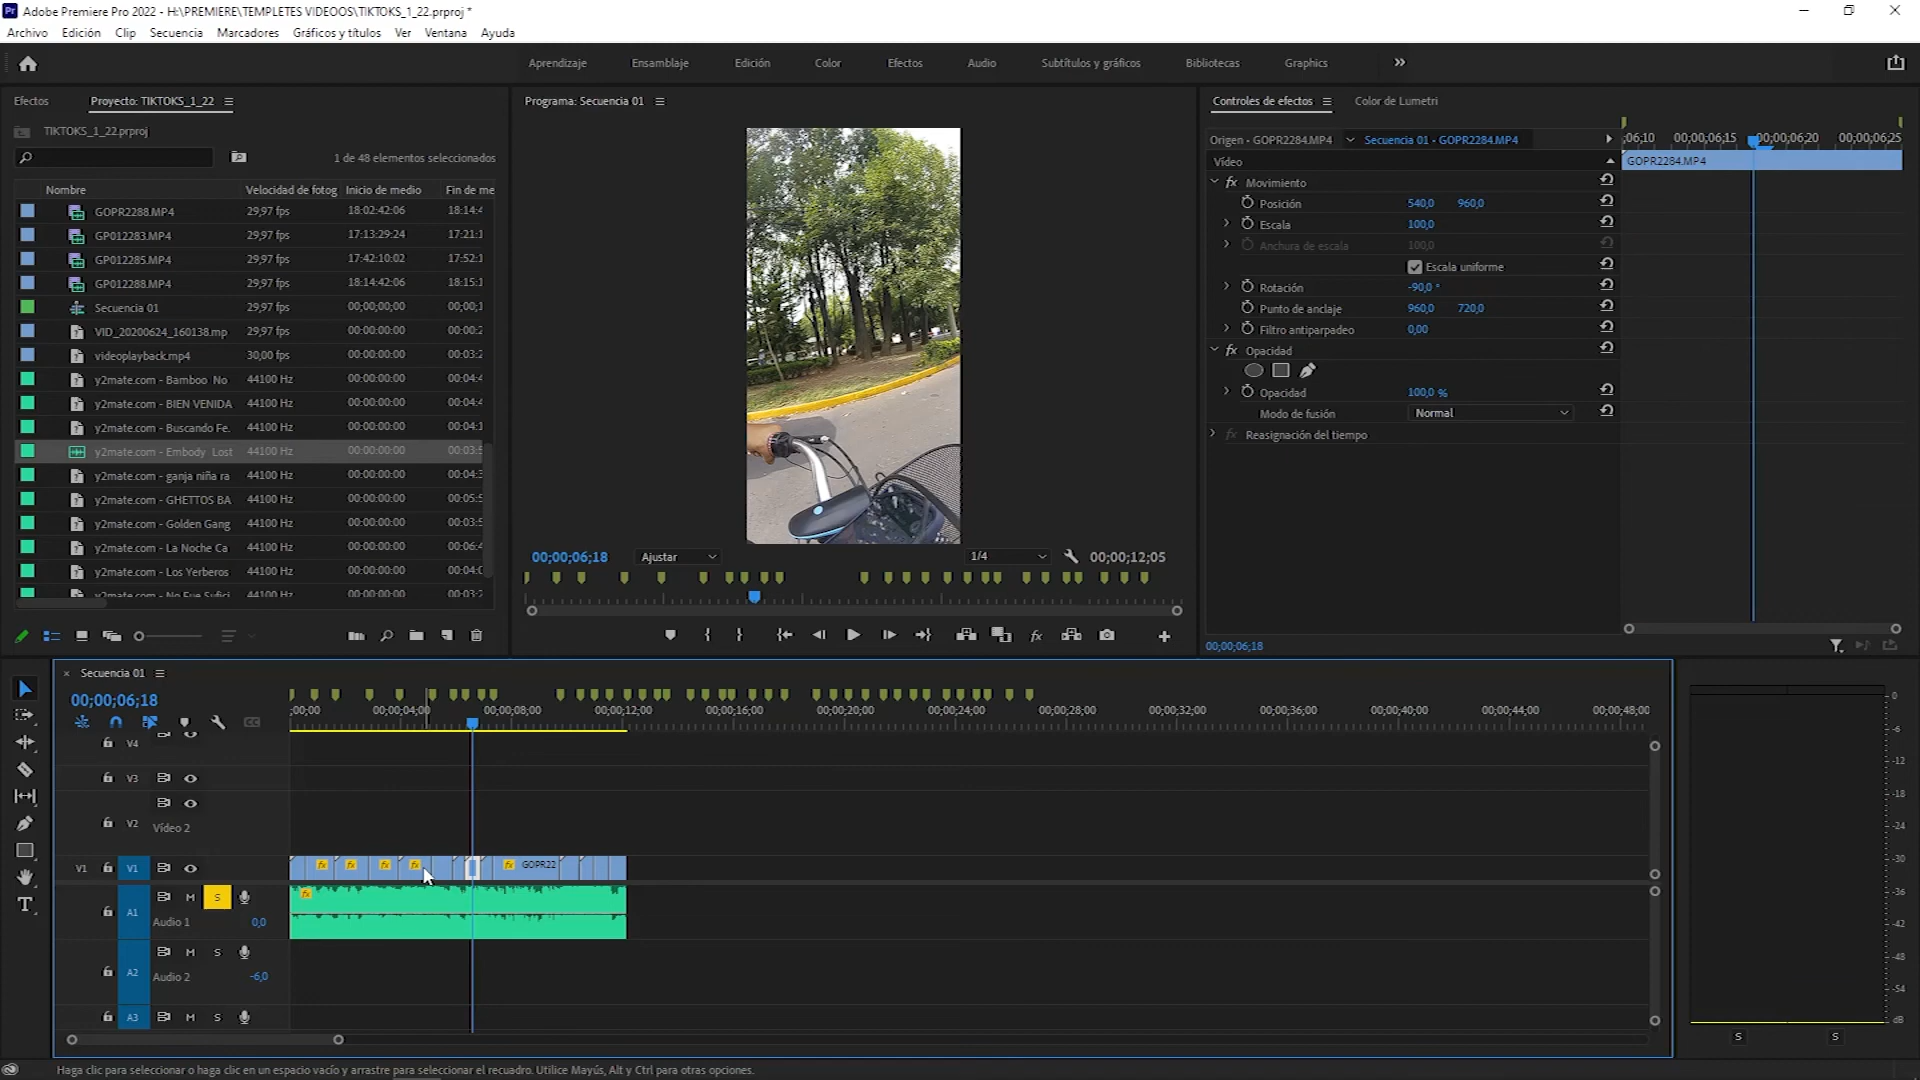 Adobe Premiere Pro 2022 - H:\PREMIERE\TEMPLETES VIDEOOS\TIKTOKS_1_22.prproj *
Archivo Edición Clip Secuencia Marcadores Gráficos y títulos Ver Ventana Ayuda
Aprendizaje Ensamblaje Edición Color Efectos Audio Subtítulos y gráficos Bibliotecas Graphics
Efectos Proyecto: TIKTOKS_1_22
TIKTOKS_1_22.prproj
1 de 48 elementos seleccionados
Nombre Velocidad de fotog Inicio de medio Fin de me
GOPR2288.MP4 29,97 fps 18:02:42:06 18:14:4
GP012283.MP4 29,97 fps 17:13:29:24 17:21:1
GP012285.MP4 29,97 fps 17:42:10:02 17:52:1
GP012288.MP4 29,97 fps 18:14:42:06 18:15:1
Secuencia 01 29,97 fps 00;00;00;00 00;00;1
VID_20200624_160138.mp 29,97 fps 00:00:00:00 00:00:2
videoplayback.mp4 30,00 fps 00:00:00:00 00:03:2
y2mate.com - Bamboo No 44100 Hz 00:00:00:00 00:04:4
y2mate.com - BIEN VENIDA 44100 Hz 00:00:00:00 00:04:4
y2mate.com - Buscando Fe. 44100 Hz 00:00:00:00 00:04:1
y2mate.com - Embody Lost 44100 Hz 00:00:00:00 00:03:5
y2mate.com - ganja niña ra 44100 Hz 00:00:00:00 00:04:3
y2mate.com - GHETTOS BA 44100 Hz 00:00:00:00 00:05:5
y2mate.com - Golden Gang 44100 Hz 00:00:00:00 00:03:5
y2mate.com - La Noche Ca 44100 Hz 00:00:00:00 00:06:4
y2mate.com - Los Yerberos 44100 Hz 00:00:00:00 00:04:0
y2mate.com - No Fue Sufici 44100 Hz 00:00:00:00 00:03:2
Programa: Secuencia 01
00;00;06;18 Ajustar 1/4 00;00;12;05
Controles de efectos Color de Lumetri
Origen - GOPR2284.MP4 Secuencia 01 - GOPR2284.MP4
;06;10 00;00;06;15 00;00;06;20 00;00;06;25
Vídeo GOPR2284.MP4
fx Movimiento
Posición 540,0 960,0
Escala 100,0
Anchura de escala 100,0
Escala uniforme
Rotación -90,0 °
Punto de anclaje 960,0 720,0
Filtro antiparpadeo 0,00
fx Opacidad
Opacidad 100,0 %
Modo de fusión Normal
fx Reasignación del tiempo
00;00;06;18
Secuencia 01
00;00;06;18
;00;00 00;00;04;00 00;00;08;00 00;00;12;00 00;00;16;00 00;00;20;00 00;00;24;00 00;00;28;00 00;00;32;00 00;00;36;00 00;00;40;00 00;00;44;00 00;00;48;00
CC
V4
V3
V2 Vídeo 2
V1 V1 fx fx fx fx fx GOPR22
A1 M S fx
Audio 1 0,0
A2 M S
Audio 2 -6,0
A3 M S
0
-6
-12
-18
-24
-30
-36
-42
-48
-54
dB
S S
Haga clic para seleccionar o haga clic en un espacio vacío y arrastre para seleccionar el recuadro. Utilice Mayús, Alt y Ctrl para otras opciones.